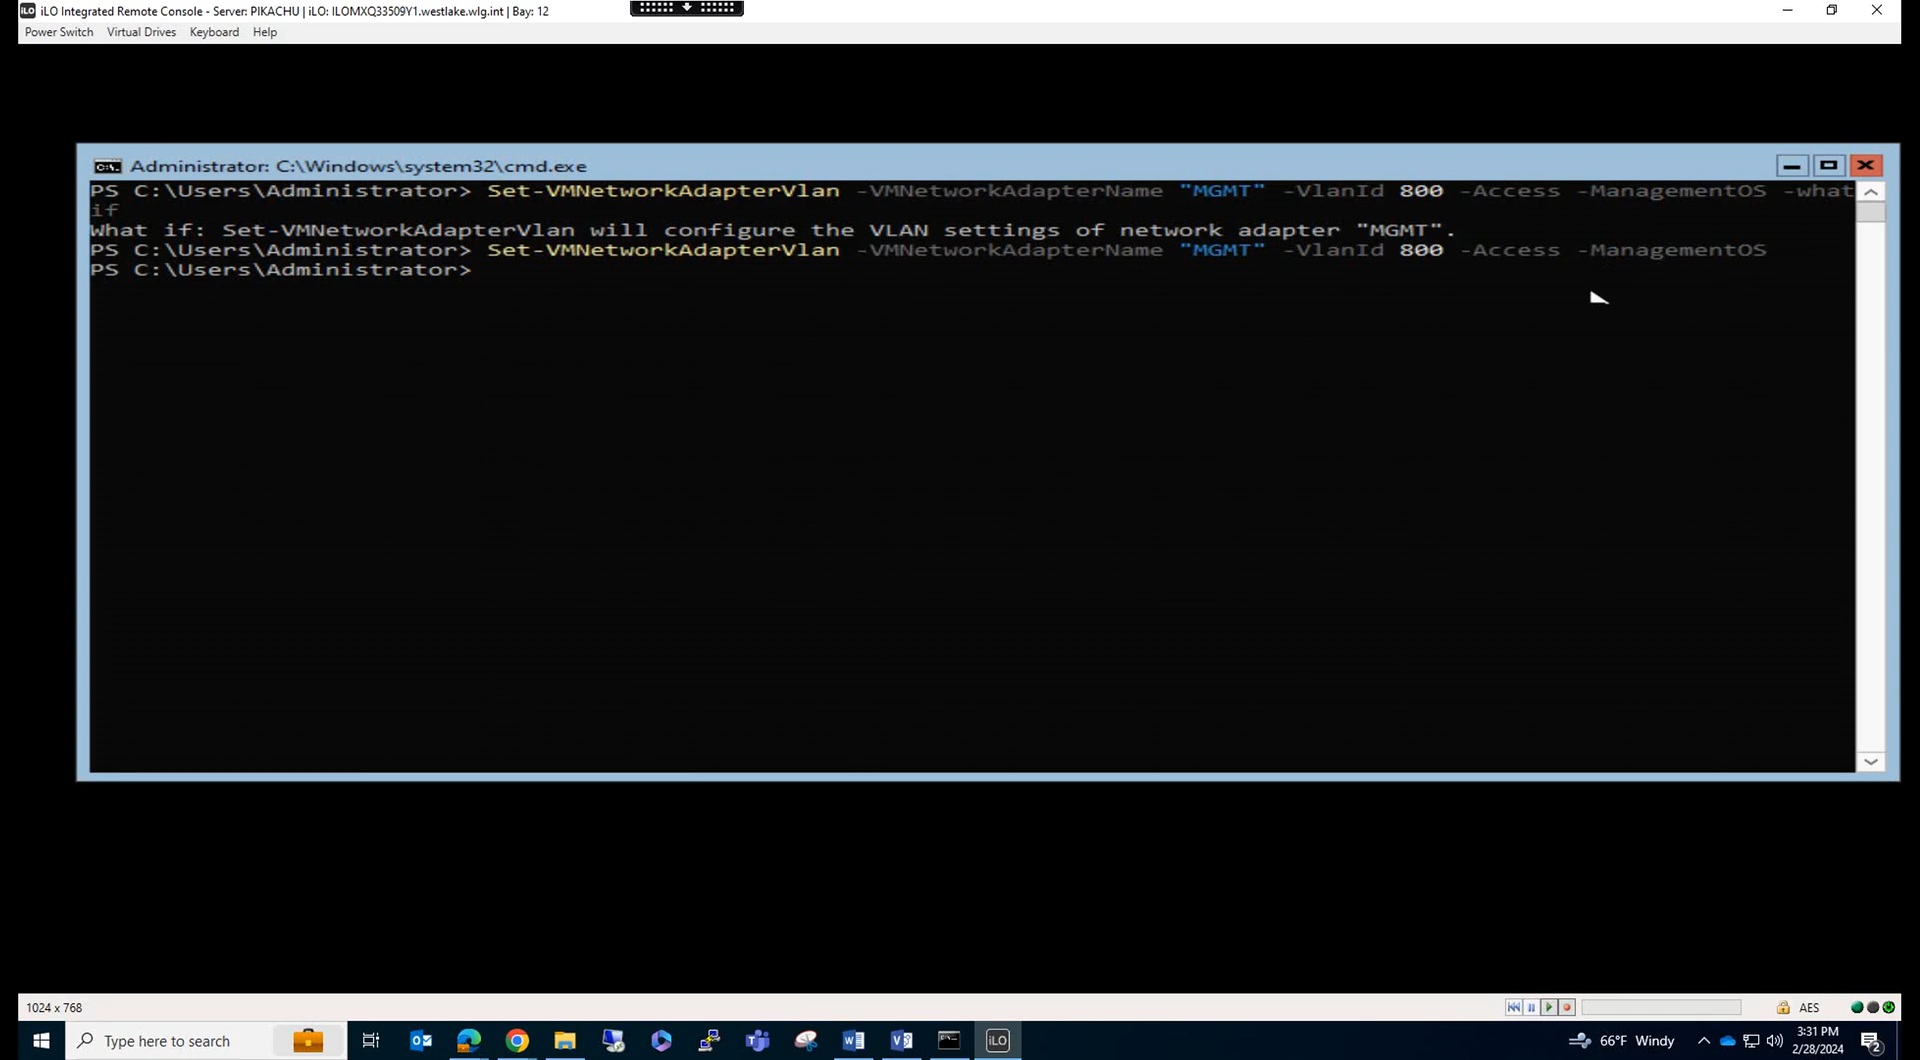 iLO iLO Integrated Remote Console - Server: PIKACHU | iLO: ILOMXQ33509Y1.westlake.wlg.int | Bay: 12
Power Switch Virtual Drives Keyboard Help
C:\. Administrator: C:\Windows\system32\cmd.exe
PS C:\Users\Administrator> Set-VMNetworkAdapterVlan -VMNetworkAdapterName "MGMT" -VlanId 800 -Access -ManagementOS -what
if
What if: Set-VMNetworkAdapterVlan will configure the VLAN settings of network adapter "MGMT".
PS C:\Users\Administrator> Set-VMNetworkAdapterVlan -VMNetworkAdapterName "MGMT" -VlanId 800 -Access -ManagementOS
PS C:\Users\Administrator>
1024 x 768
AES
Type here to search
iLO
66°F Windy
3:31 PM
2/28/2024
2